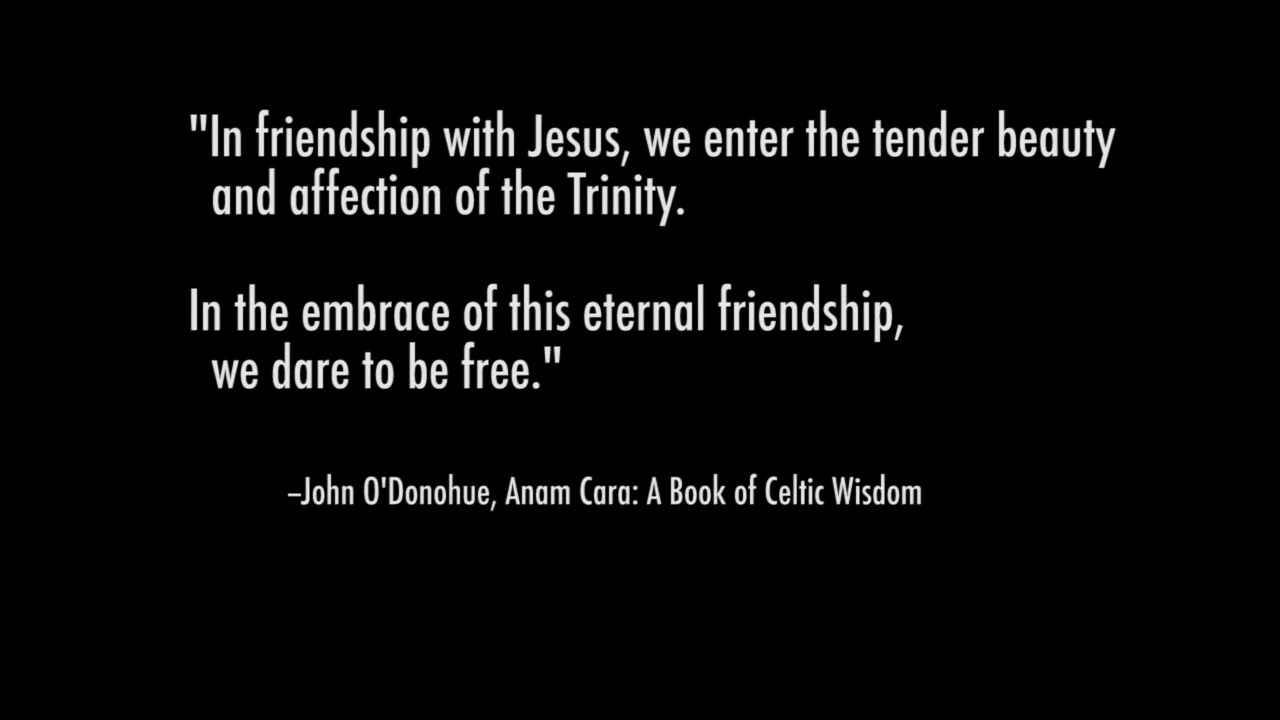 "In friendship with Jesus, we enter the tender beauty
and affection of the Trinity.
In the embrace of this eternal friendship,
we dare to be free."
–John O'Donohue, Anam Cara: A Book of Celtic Wisdom